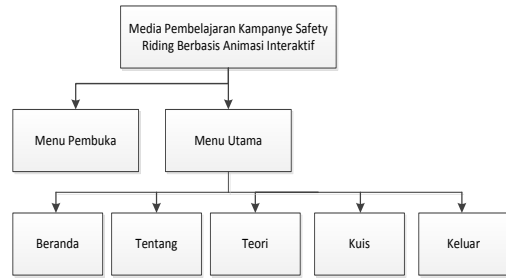 Media Pembelajaran Kampanye Safety
Riding Berbasis Animasi Interaktif
Menu Pembuka
Menu Utama
Beranda
Tentang
Teori
Kuis
Keluar